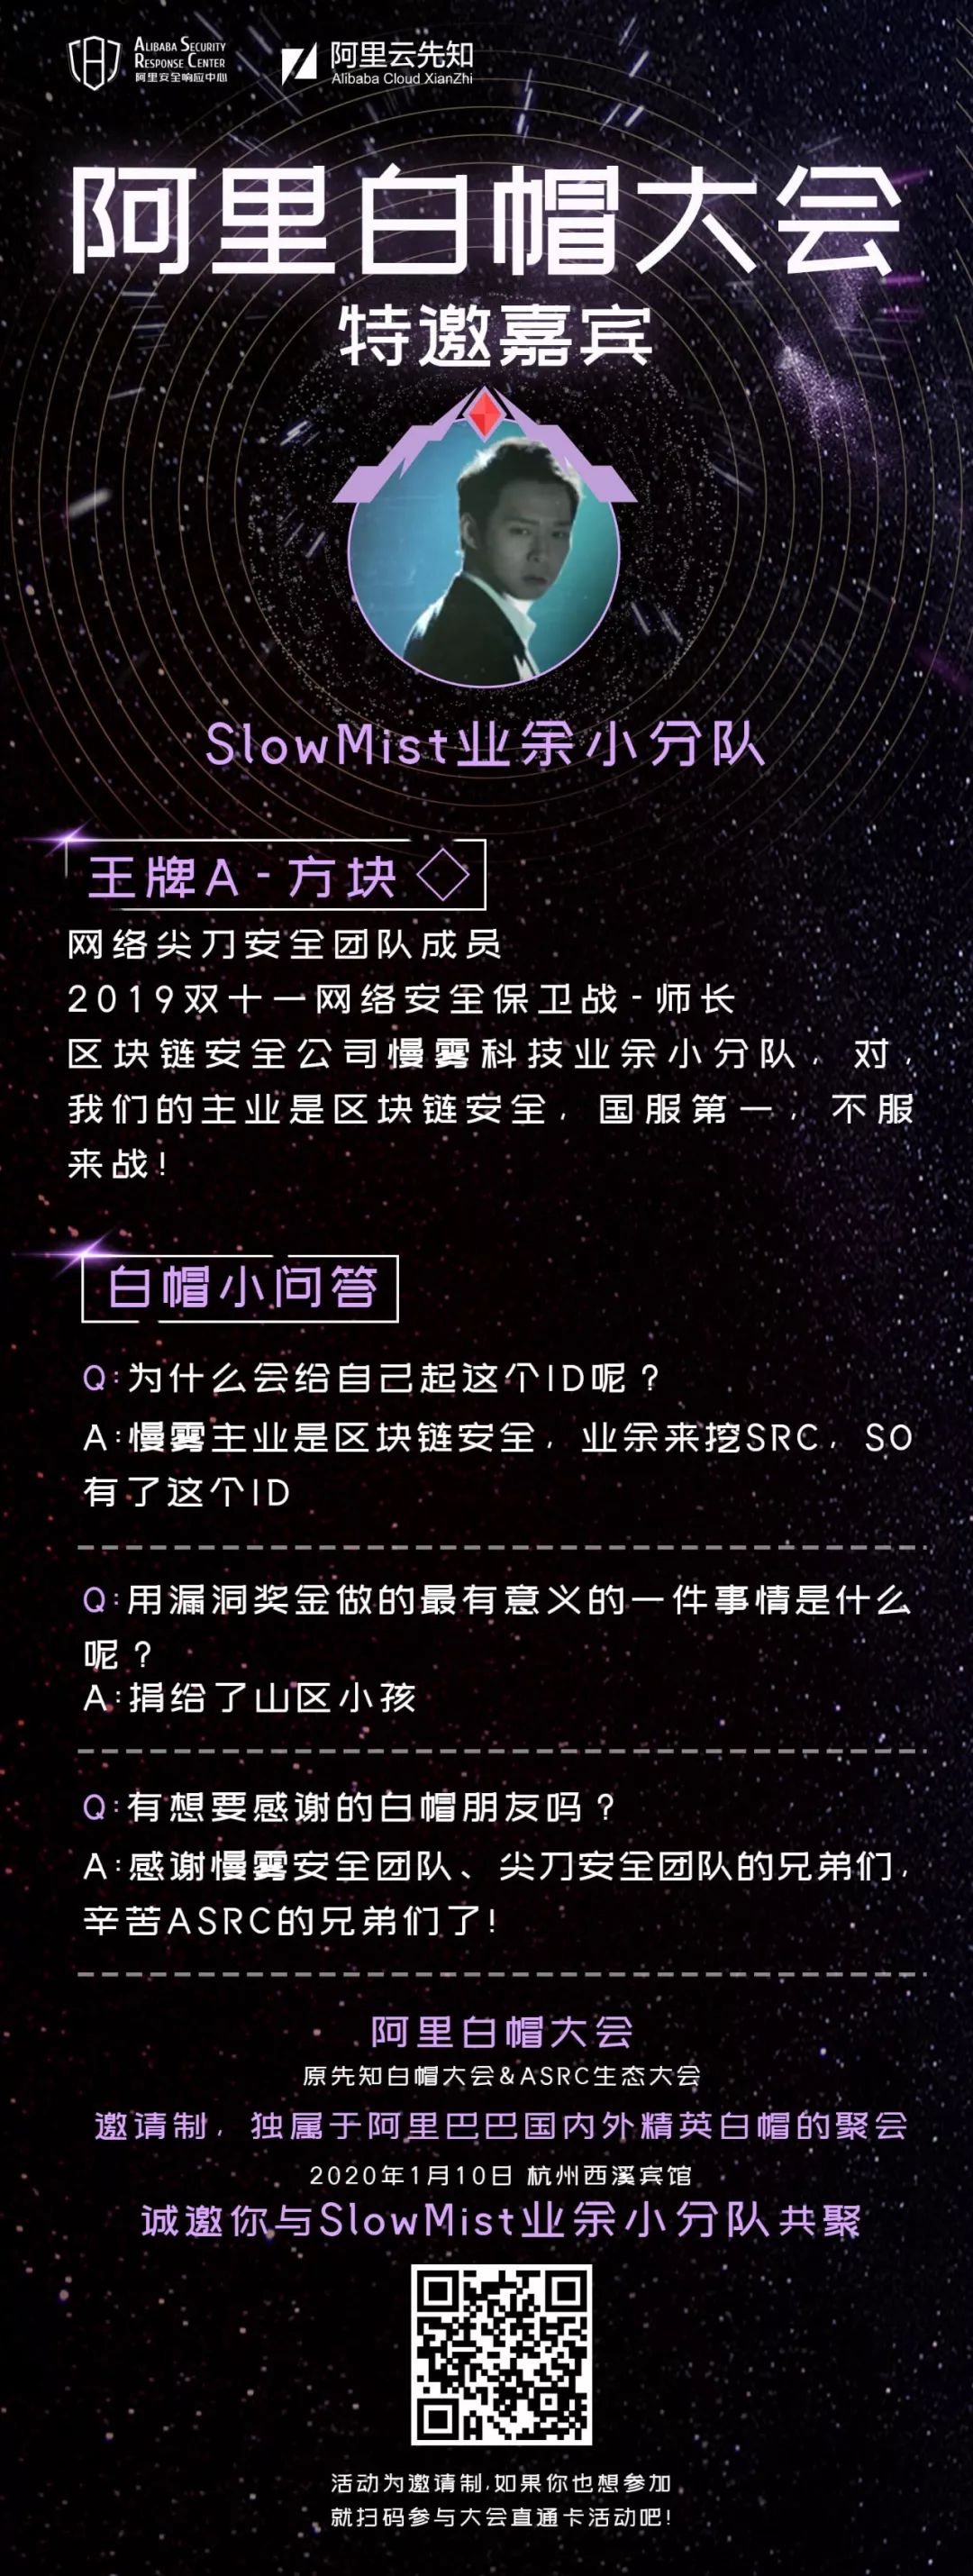 ALIBABA SECURITY
RESPONSE CENTER
阿里安全响应中心
阿里云先知
Alibaba Cloud XianZhi
阿里白帽大会
特邀嘉宾
SlowMist业余小分队
王牌A-方块
网络尖刀安全团队成员
2019双十一网络安全保卫战-师长
区块链安全公司慢雾科技业余小分队，对，
我们的主业是区块链安全，国服第一，不服
来战!
白帽小问答
Q:为什么会给自己起这个ID呢？
A:慢雾主业是区块链安全，业余来挖SRC，SO
有了这个ID
Q:用漏洞奖金做的最有意义的一件事情是什么
呢？
A:捐给了山区小孩
Q:有想要感谢的白帽朋友吗？
A:感谢慢雾安全团队、尖刀安全团队的兄弟们，
辛苦ASRC的兄弟们了!
阿里白帽大会
原先知白帽大会&ASRC生态大会
邀请制，独属于阿里巴巴国内外精英白帽的聚会
2020年1月10日 杭州西溪宾馆
诚邀你与SlowMist业余小分队共聚
活动为邀请制,如果你也想参加
就扫码参与大会直通卡活动吧!